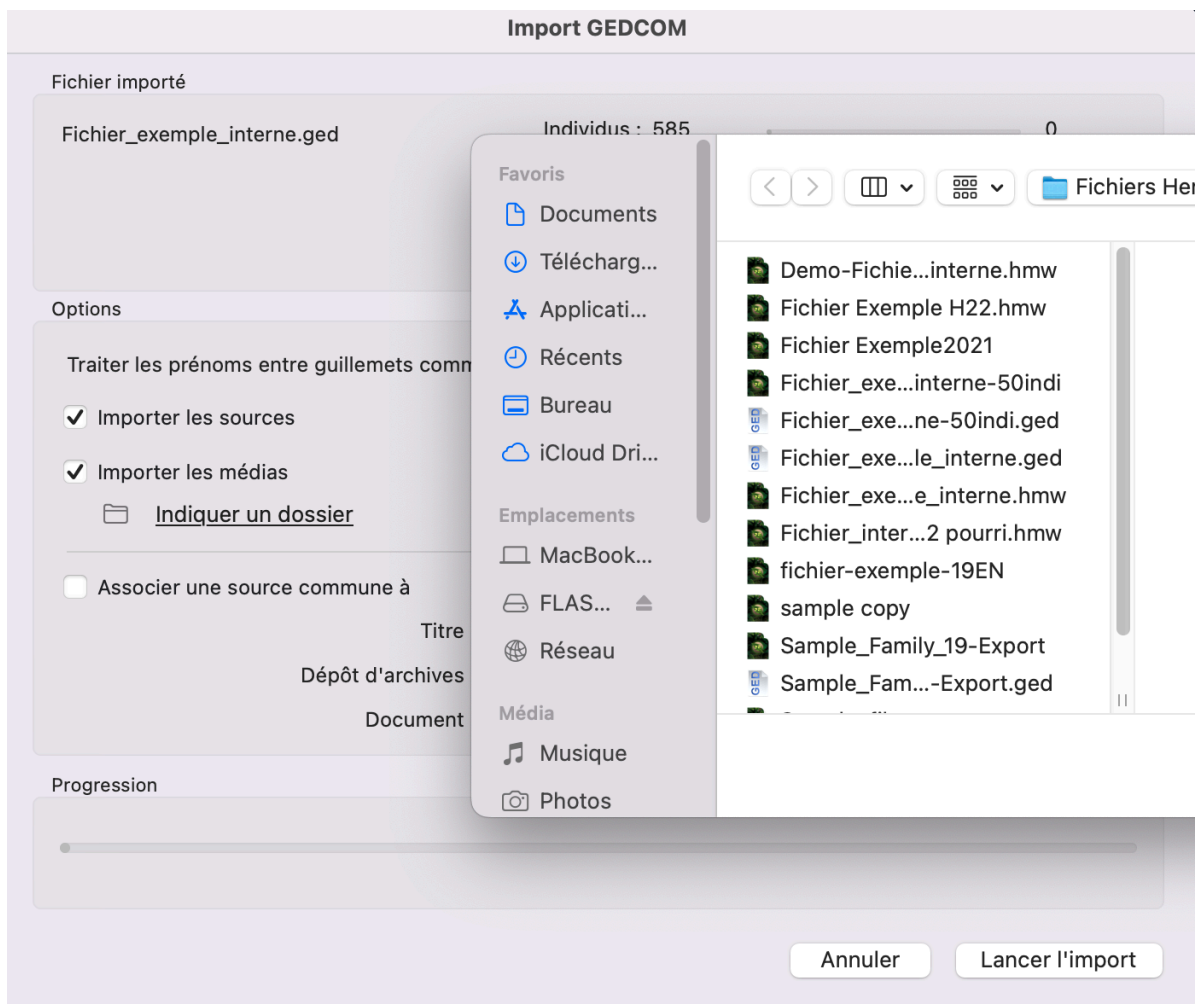 Import GEDCOM
Fichier importé
Fichier_exemple_interne.ged
Individus : 585
0
Options
Traiter les prénoms entre guillemets comm
Importer les sources
Importer les médias
Indiquer un dossier
Associer une source commune à
Titre
Dépôt d'archives
Document
Progression
Favoris
Documents
Télécharg...
Applicati...
Récents
Bureau
iCloud Dri...
Emplacements
MacBook...
FLAS...
Réseau
Média
Musique
Photos
Fichiers Her
Demo-Fichie...interne.hmw
Fichier Exemple H22.hmw
Fichier Exemple2021
Fichier_exe...interne-50indi
GED Fichier_exe...ne-50indi.ged
GED Fichier_exe...le_interne.ged
Fichier_exe...e_interne.hmw
Fichier_inter...2 pourri.hmw
fichier-exemple-19EN
sample copy
Sample_Family_19-Export
GED Sample_Fam...-Export.ged
Annuler
Lancer l'import